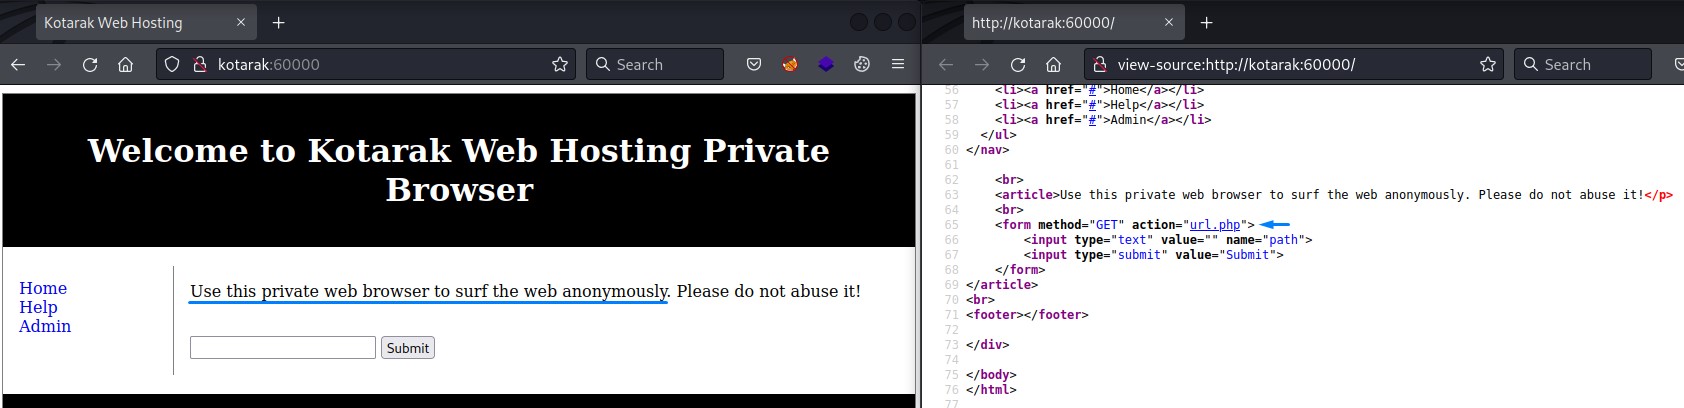 Kotarak Web Hosting
kotarak:60000
Search
Welcome to Kotarak Web Hosting Private
Browser
Home
Help
Admin
Use this private web browser to surf the web anonymously. Please do not abuse it!
Submit
http://kotarak:60000/
view-source:http://kotarak:60000/
Search
56 <li><a href="#">Home</a></li>
57 <li><a href="#">Help</a></li>
58 <li><a href="#">Admin</a></li>
59 </ul>
60 </nav>
61
62 <br>
63 <article>Use this private web browser to surf the web anonymously. Please do not abuse it!</p>
64 <br>
65 <form method="GET" action="url.php">
66 <input type="text" value="" name="path">
67 <input type="submit" value="Submit">
68 </form>
69 </article>
70 <br>
71 <footer></footer>
72
73 </div>
74
75 </body>
76 </html>
77